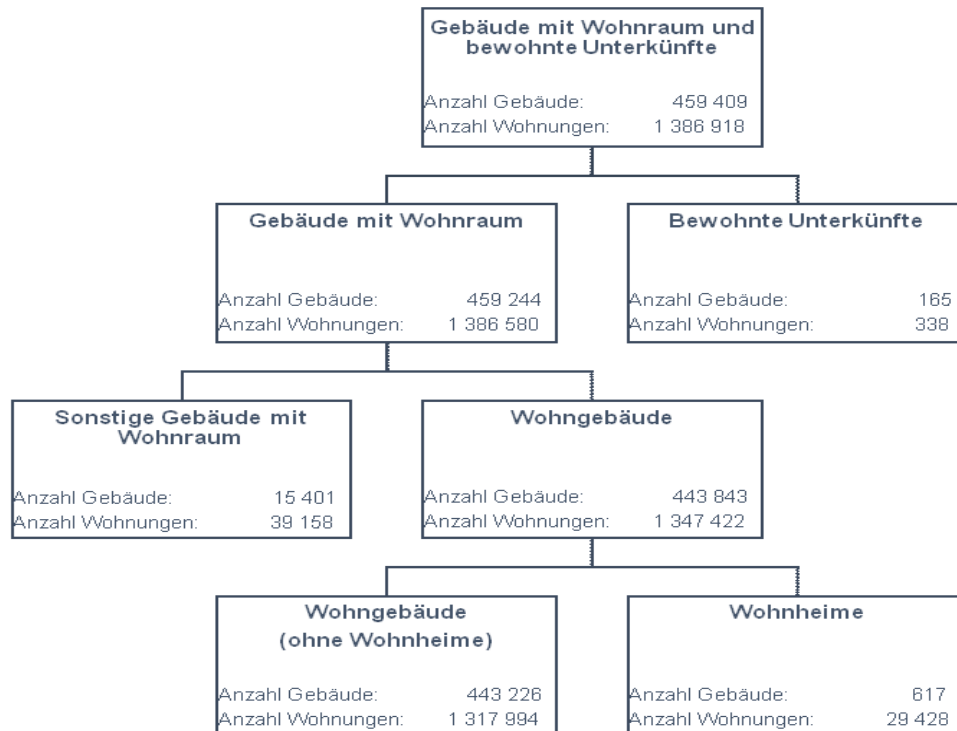 Gebäude mit Wohnraum und
bewohnte Unterkünfte
Anzahl Gebäude: 459 409
Anzahl Wohnungen: 1 386 918
Gebäude mit Wohnraum
Anzahl Gebäude: 459 244
Anzahl Wohnungen: 1 386 580
Bewohnte Unterkünfte
Anzahl Gebäude: 165
Anzahl Wohnungen: 338
Sonstige Gebäude mit
Wohnraum
Anzahl Gebäude: 15 401
Anzahl Wohnungen: 39 158
Wohngebäude
Anzahl Gebäude: 443 843
Anzahl Wohnungen: 1 347 422
Wohngebäude
(ohne Wohnheime)
Anzahl Gebäude: 443 226
Anzahl Wohnungen: 1 317 994
Wohnheime
Anzahl Gebäude: 617
Anzahl Wohnungen: 29 428